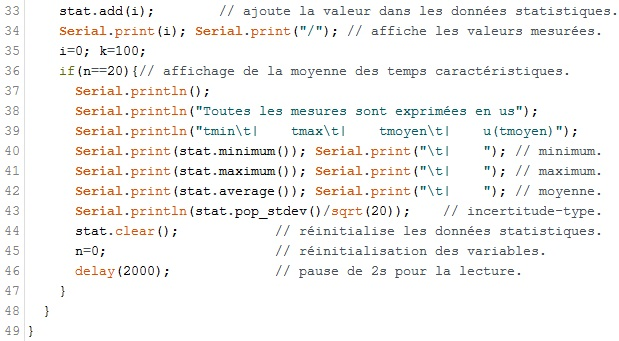 33 stat.add(i); // ajoute la valeur dans les données statistiques.
34 Serial.print(i); Serial.print("/"); // affiche les valeurs mesurées.
35 i=0; k=100;
36 if(n==20){// affichage de la moyenne des temps caractéristiques.
37 Serial.println();
38 Serial.println("Toutes les mesures sont exprimées en us");
39 Serial.println("tmin\t|    tmax\t|    tmoyen\t|    u(tmoyen)");
40 Serial.print(stat.minimum()); Serial.print("\t|    "); // minimum.
41 Serial.print(stat.maximum()); Serial.print("\t|    "); // maximum.
42 Serial.print(stat.average()); Serial.print("\t|    "); // moyenne.
43 Serial.println(stat.pop_stdev()/sqrt(20)); // incertitude-type.
44 stat.clear(); // réinitialise les données statistiques.
45 n=0; // réinitialisation des variables.
46 delay(2000); // pause de 2s pour la lecture.
47 }
48 }
49 }